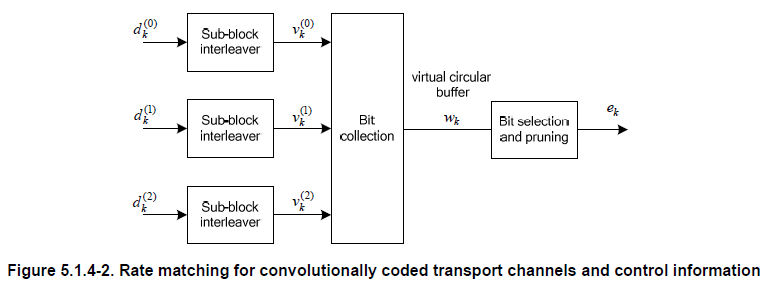 d_k^{(0)}
Sub-block
interleaver
v_k^{(0)}
d_k^{(1)}
Sub-block
interleaver
v_k^{(1)}
d_k^{(2)}
Sub-block
interleaver
v_k^{(2)}
Bit
collection
virtual circular
buffer
w_k
Bit selection
and pruning
e_k
Figure 5.1.4-2. Rate matching for convolutionally coded transport channels and control information